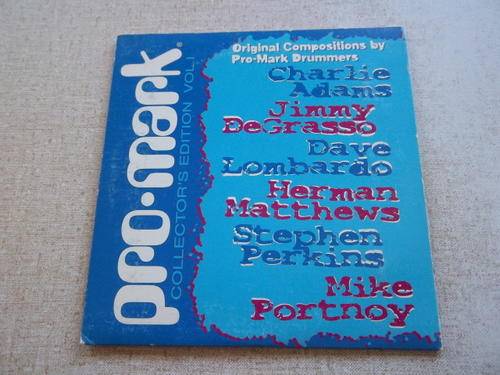 pro•mark®
COLLECTOR'S EDITION VOL.1
Original Compositions by
Pro-Mark Drummers
Charlie
Adams
Jimmy
DeGrasso
Dave
Lombardo
Herman
Matthews
Stephen
Perkins
Mike
Portnoy